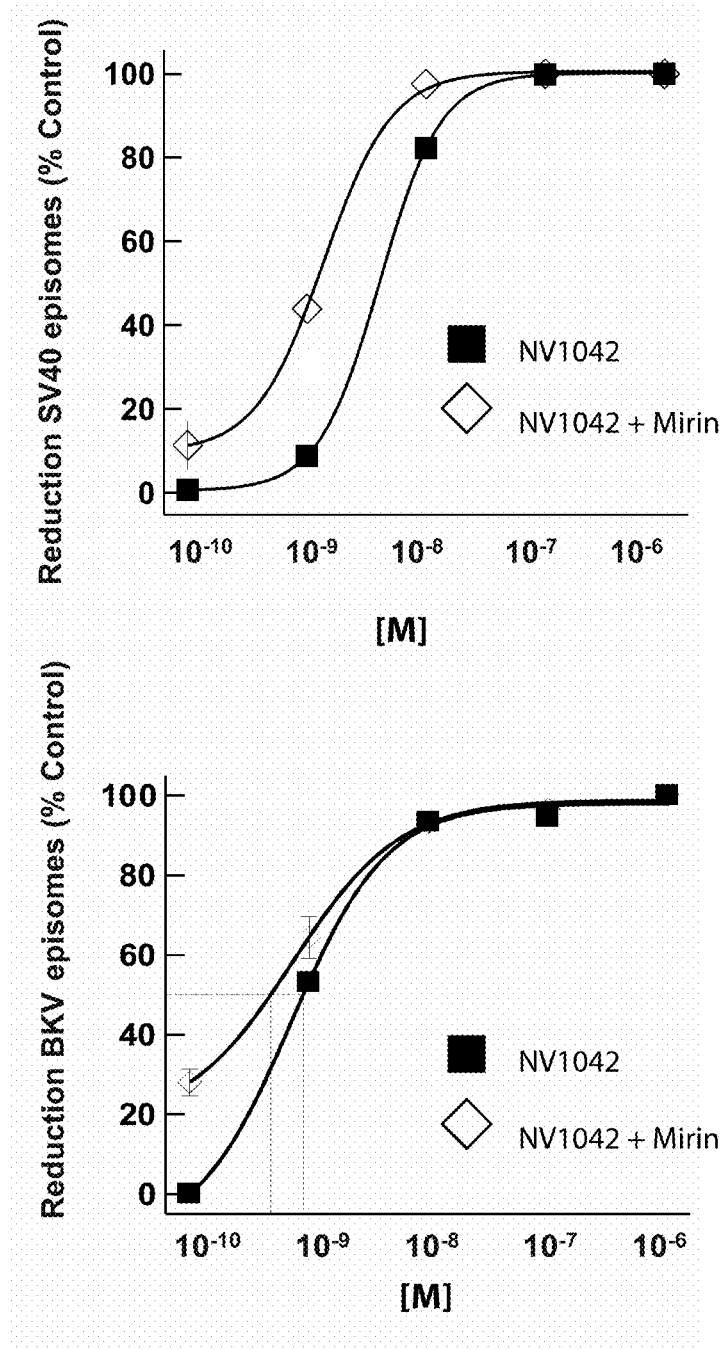 Reduction SV40 episomes (% Control)
100
80
60
40
20
0
NV1042
NV1042 + Mirin
10⁻¹⁰ 10⁻⁹ 10⁻⁸ 10⁻⁷ 10⁻⁶
[M]
Reduction BKV episomes (% Control)
100
80
60
40
20
0
NV1042
NV1042 + Mirin
10⁻¹⁰ 10⁻⁹ 10⁻⁸ 10⁻⁷ 10⁻⁶
[M]